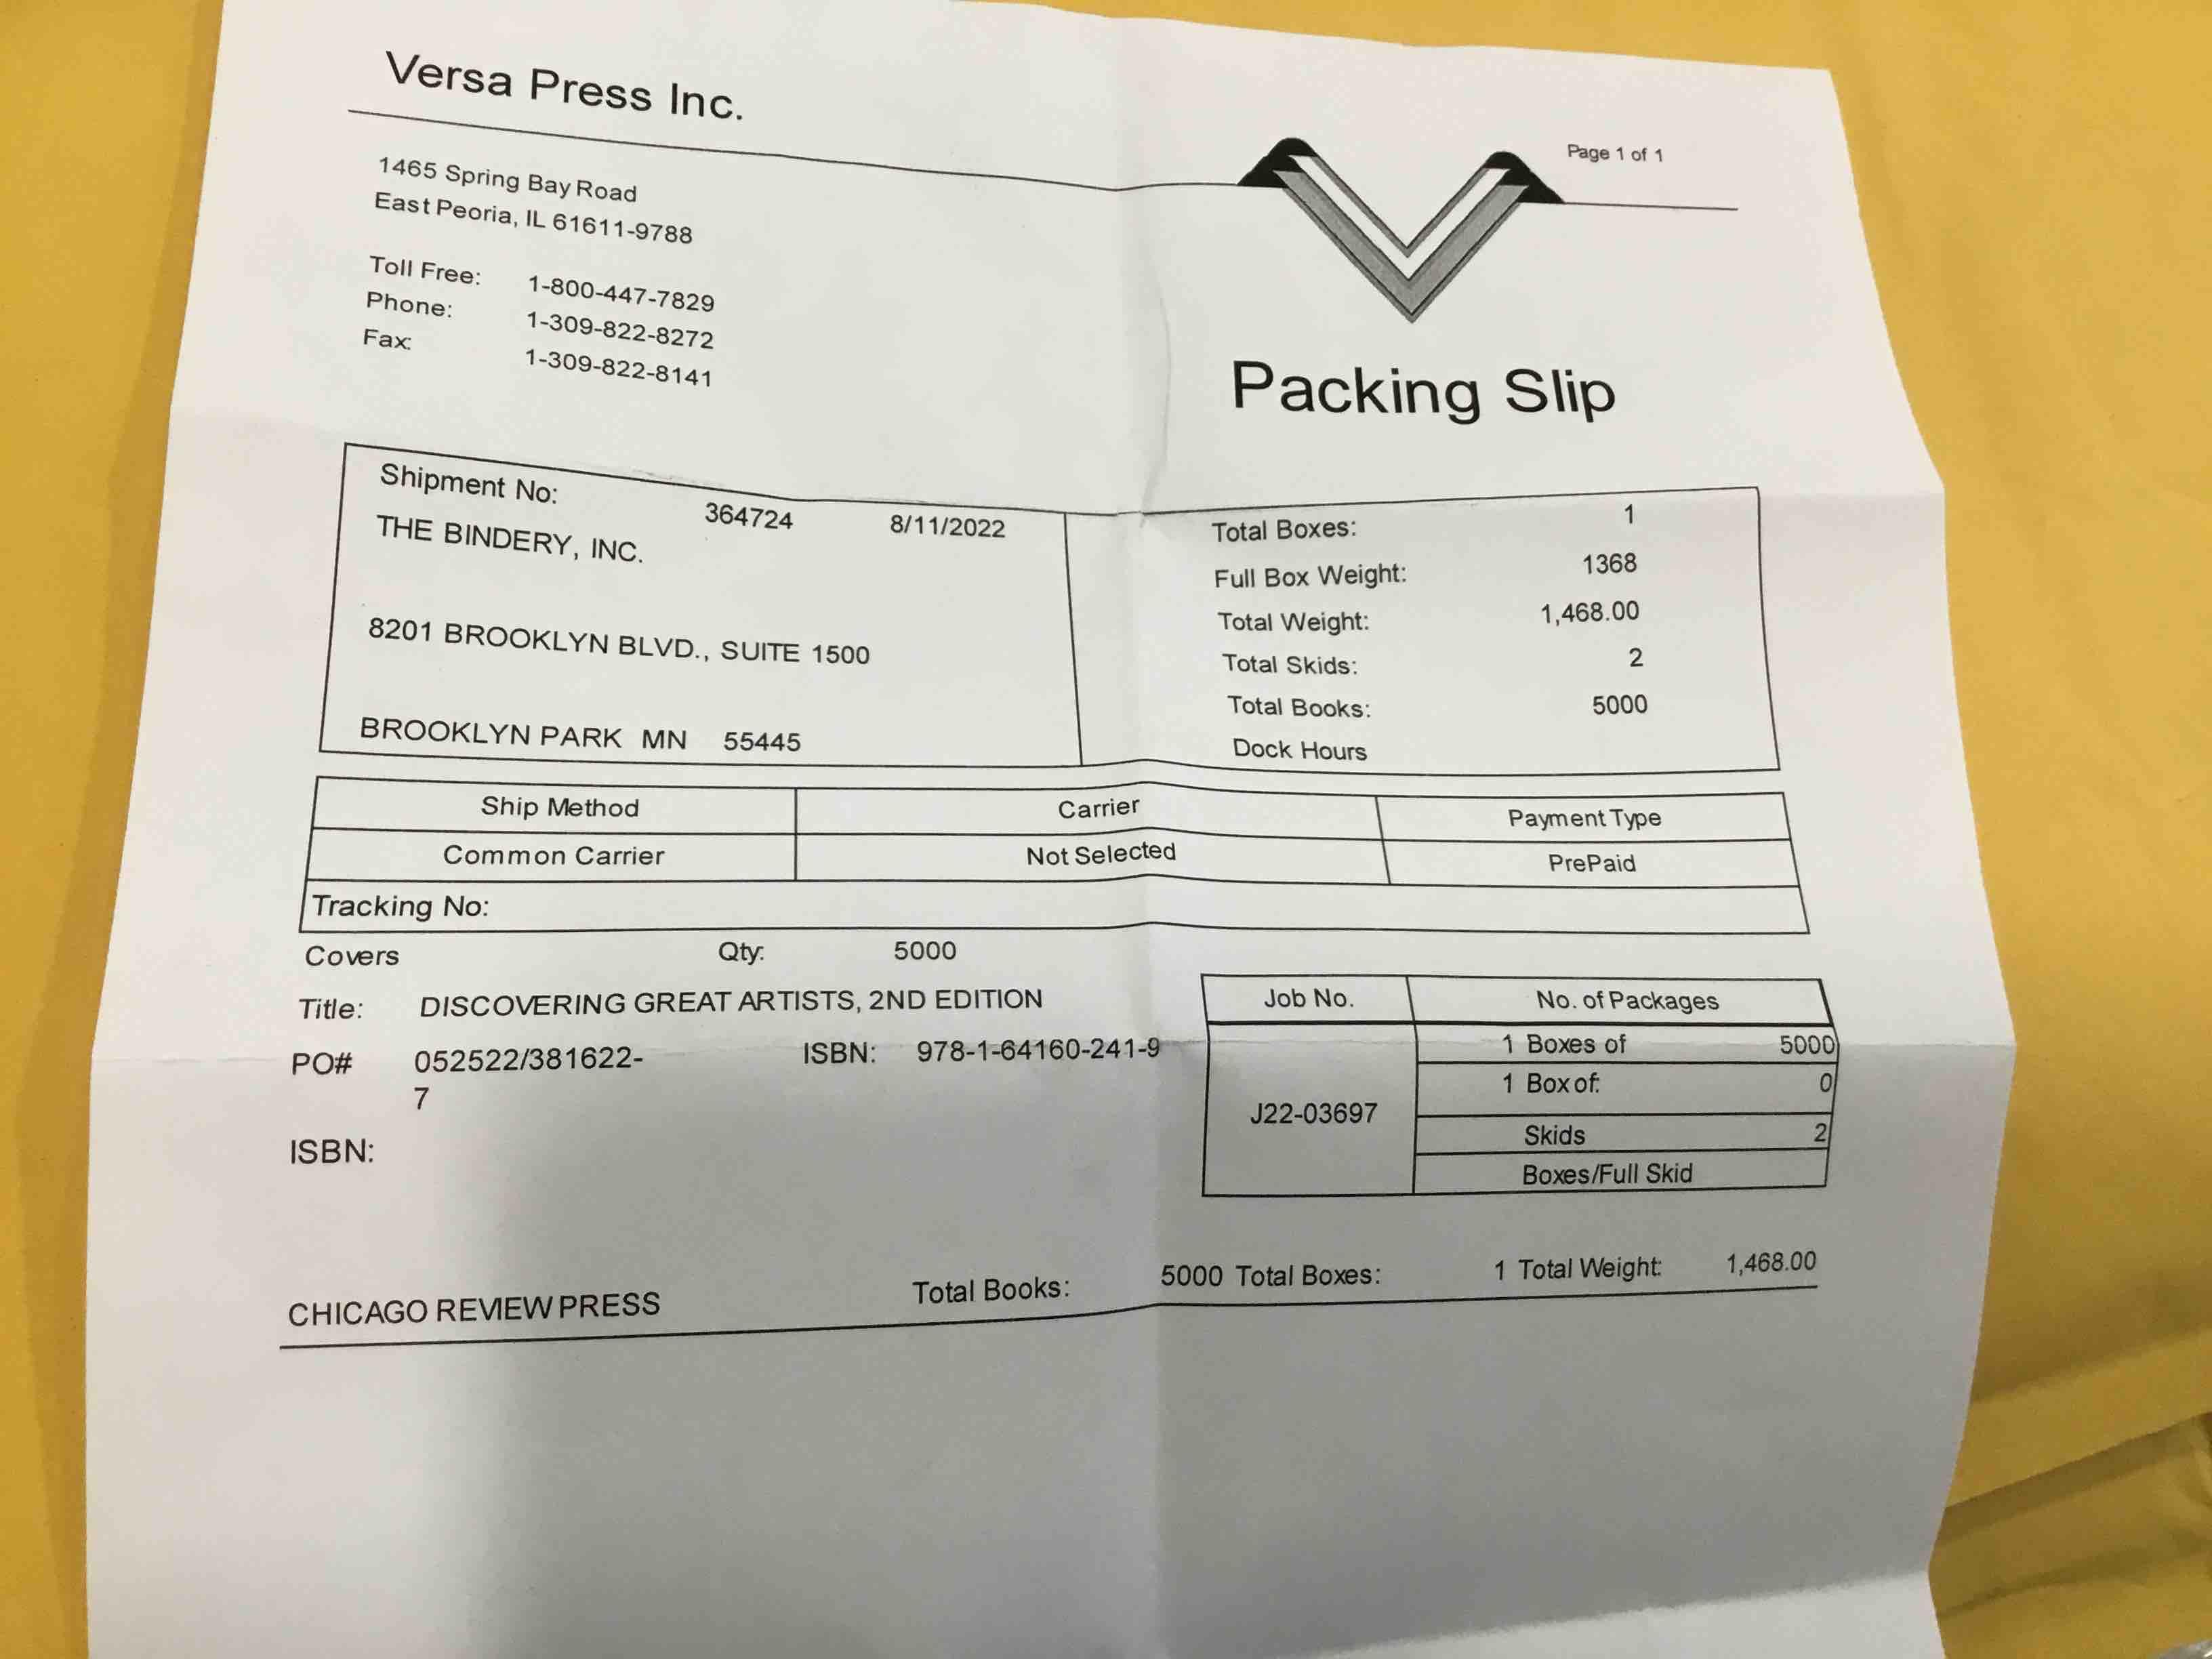 Versa Press Inc.
Page 1 of 1
1465 Spring Bay Road
East Peoria, IL 61611-9788
Toll Free: 1-800-447-7829
Phone: 1-309-822-8272
Fax: 1-309-822-8141
Packing Slip
Shipment No: 364724 8/11/2022
THE BINDERY, INC.
8201 BROOKLYN BLVD., SUITE 1500
BROOKLYN PARK MN 55445
Total Boxes: 1
Full Box Weight: 1368
Total Weight: 1,468.00
Total Skids: 2
Total Books: 5000
Dock Hours
Ship Method Carrier Payment Type
Common Carrier Not Selected PrePaid
Tracking No:
Covers Qty: 5000
Title: DISCOVERING GREAT ARTISTS, 2ND EDITION
PO# 052522/381622- ISBN: 978-1-64160-241-9
7
ISBN:
Job No. No. of Packages
J22-03697
1 Boxes of 5000
1 Box of: 0
Skids 2
Boxes/Full Skid
CHICAGO REVIEW PRESS Total Books: 5000 Total Boxes: 1 Total Weight: 1,468.00